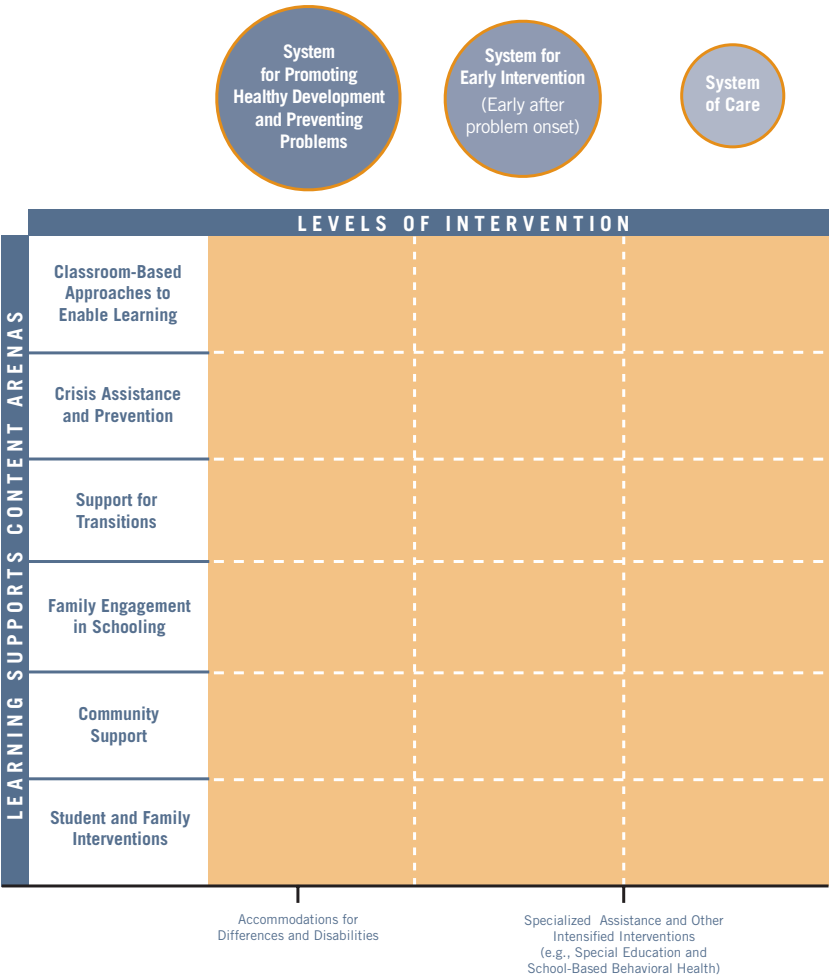 System
for Promoting
Healthy Development
and Preventing
Problems
System for
Early Intervention
(Early after
problem onset)
System
of Care
LEVELS OF INTERVENTION
LEARNING SUPPORTS CONTENT ARENAS
Classroom-Based
Approaches to
Enable Learning
Crisis Assistance
and Prevention
Support for
Transitions
Family Engagement
in Schooling
Community
Support
Student and Family
Interventions
Accommodations for
Differences and Disabilities
Specialized Assistance and Other
Intensified Interventions
(e.g., Special Education and
School-Based Behavioral Health)